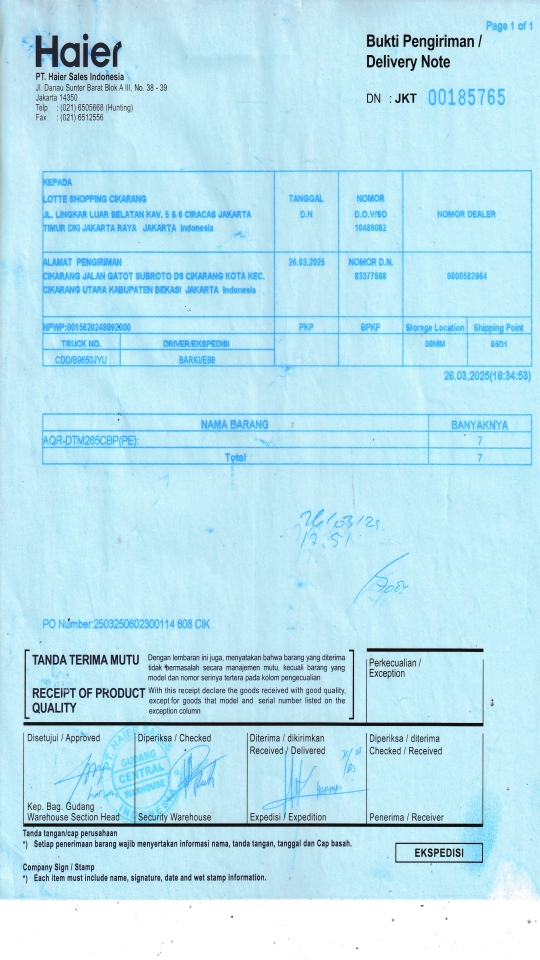 Page 1 of 1
Haier
Bukti Pengiriman /
Delivery Note
PT. Haier Sales Indonesia
Jl. Danau Sunter Barat Blok A III, No. 38 - 39
Jakarta 14350
Telp : (021) 6505668 (Hunting)
Fax : (021) 6512556
DN : JKT 00185765
KEPADA
LOTTE SHOPPING CIKARANG
JL. LINGKAR LUAR SELATAN KAV. 5 & 6 CIRACAS JAKARTA
TIMUR DKI JAKARTA RAYA JAKARTA Indonesia
TANGGAL
D.N
NOMOR
D.O.Y/SO
10486082
NOMOR DEALER
ALAMAT PENGIRIMAN
CIKARANG JALAN GATOT SUBROTO DS CIKARANG KOTA KEC.
CIKARANG UTARA KABUPATEN BEKASI JAKARTA Indonesia
26.03.2025
NOMOR D.N.
83377508
PKP
BPKP
Storege Location
Shipping Point
TRUCK NO.
DRIVER/EKSPEDISI
CDD/B9650JYU
26.03.2025(16:34:53)
NAMA BARANG BANYAKNYA
AQR-DTM265CBP(PE): 7
Total 7
26/03/25
17.51
PO Number:2503250602300114 608 CIK
TANDA TERIMA MUTU
Dengan lembaran ini juga, menyatakan bahwa barang yang diterima
tidak bermasalah secara manajemen mutu, kecuali barang yang
model dan nomor serinya tertera pada kolom pengecualian
RECEIPT OF PRODUCT
QUALITY
With this receipt declare the goods received with good quality,
except for goods that model and serial number listed on the
exception column
Perkecualian /
Exception
Disetujui / Approved
Diperiksa / Checked
Diterima / dikirimkan
Received / Delivered
Diperiksa / diterima
Checked / Received
GUDANG
CENTRAL
WAREHOUSE
Kep. Bag. Gudang
Warehouse Section Head
Security Warehouse
Expedisi / Expedition
Penerima / Receiver
Tanda tangan/cap perusahaan
*) Setiap penerimaan barang wajib menyertakan informasi nama, tanda tangan, tanggal dan Cap basah.
EKSPEDISI
Company Sign / Stamp
*) Each item must include name, signature, date and wet stamp information.